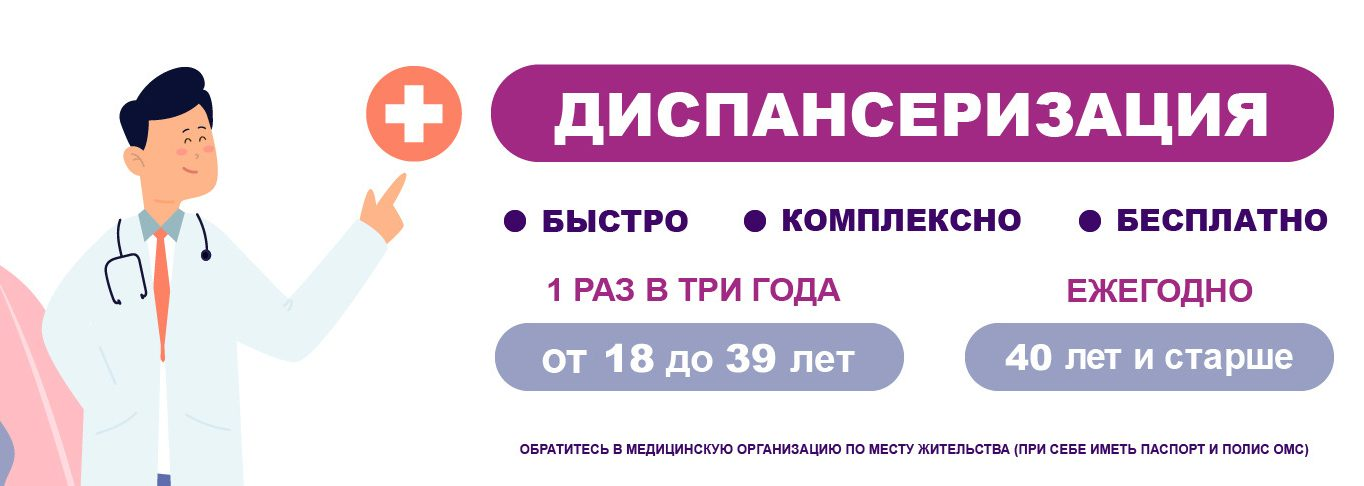 ДИСПАНСЕРИЗАЦИЯ
• БЫСТРО • КОМПЛЕКСНО • БЕСПЛАТНО
1 РАЗ В ТРИ ГОДА
от 18 до 39 лет
ЕЖЕГОДНО
40 лет и старше
ОБРАТИТЕСЬ В МЕДИЦИНСКУЮ ОРГАНИЗАЦИЮ ПО МЕСТУ ЖИТЕЛЬСТВА (ПРИ СЕБЕ ИМЕТЬ ПАСПОРТ И ПОЛИС ОМС)